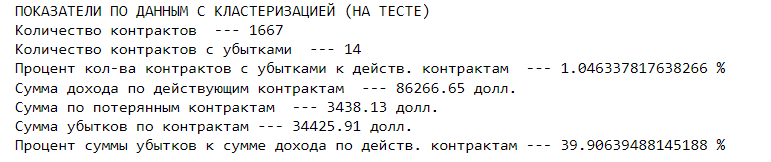 ПОКАЗАТЕЛИ ПО ДАННЫМ С КЛАСТЕРИЗАЦИЕЙ (НА ТЕСТЕ)
Количество контрактов  --- 1667
Количество контрактов с убытками  --- 14
Процент кол-ва контрактов с убытками к действ. контрактам  --- 1.046337817638266 %
Сумма дохода по действующим контрактам  --- 86266.65 долл.
Сумма по потерянным контрактам  --- 3438.13 долл.
Сумма убытков по контрактам --- 34425.91 долл.
Процент суммы убытков к сумме дохода по действ. контрактам --- 39.90639488145188 %